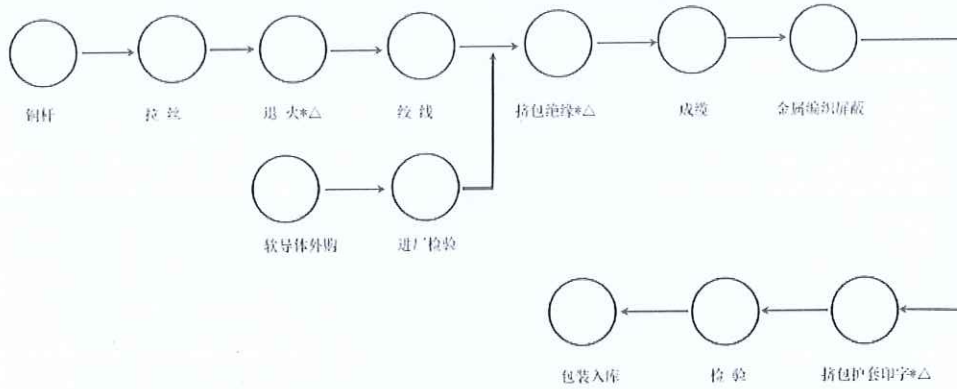 铜杆
拉 丝
退 火*△
绞 线
挤包绝缘*△
成缆
金属编织屏蔽
软导体外购
进厂检验
包装入库
检 验
挤包护套印字*△